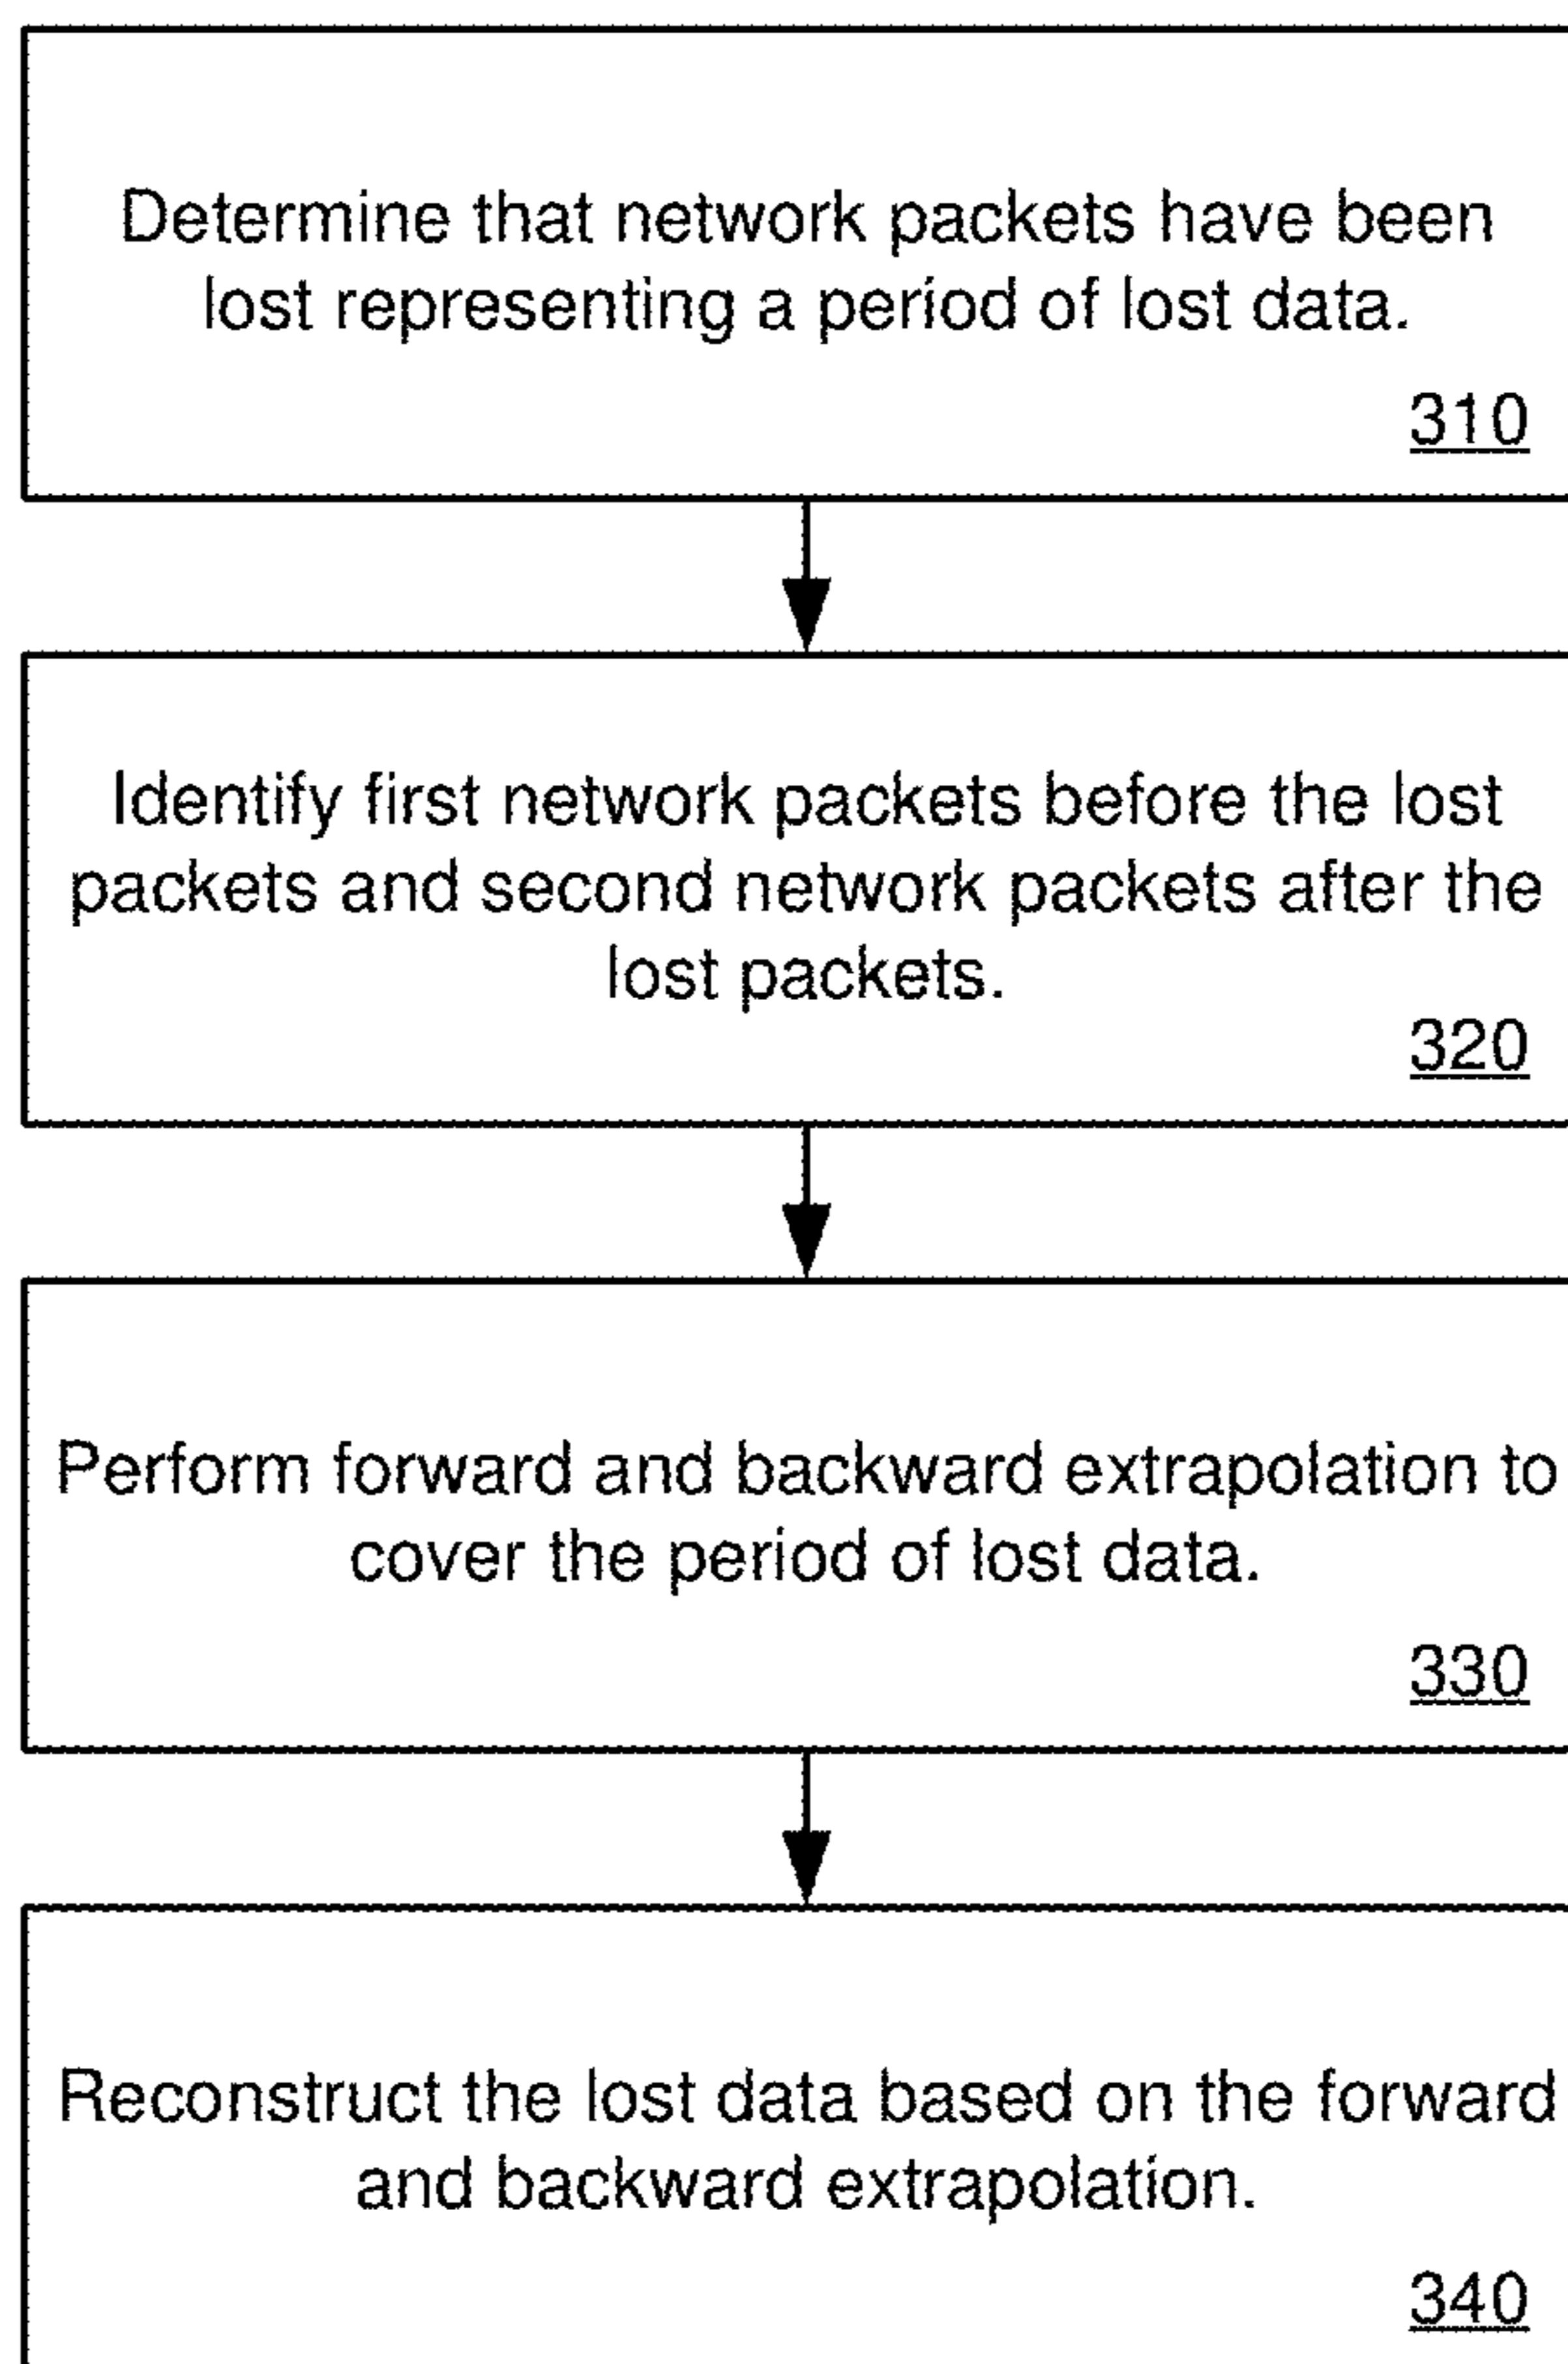 Determine that network packets have been
lost representing a period of lost data.
310
Identify first network packets before the lost
packets and second network packets after the
lost packets.
320
Perform forward and backward extrapolation to
cover the period of lost data.
330
Reconstruct the lost data based on the forward
and backward extrapolation.
340